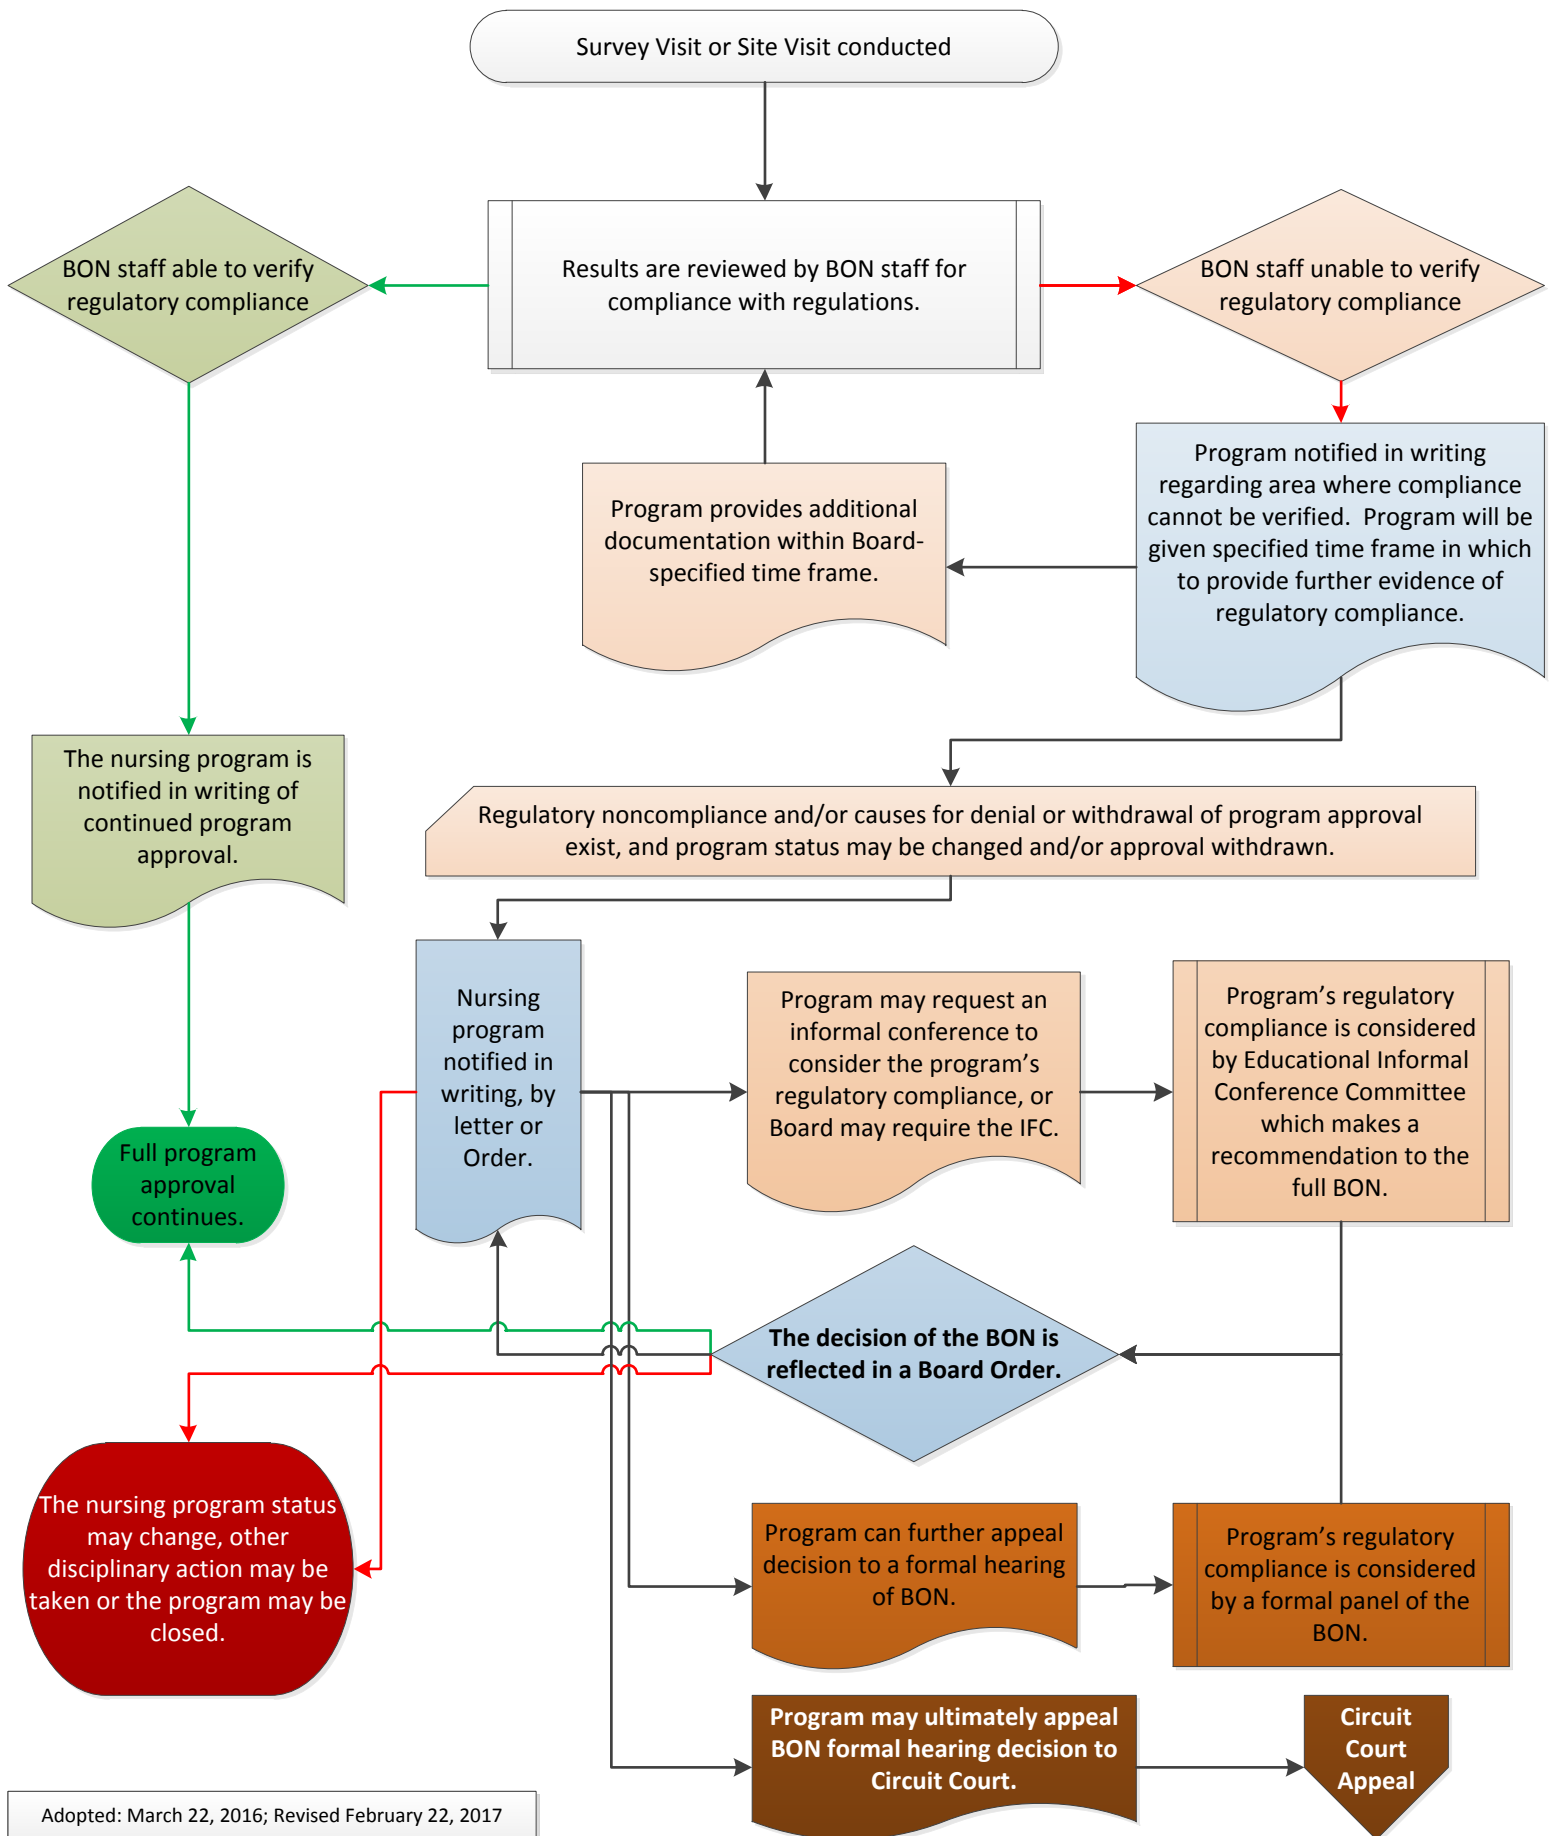 Survey Visit or Site Visit conducted
BON staff able to verify
regulatory compliance
Results are reviewed by BON staff for
compliance with regulations.
BON staff unable to verify
regulatory compliance
Program notified in writing
regarding area where compliance
cannot be verified.  Program will be
given specified time frame in which
to provide further evidence of
regulatory compliance.
Program provides additional
documentation within Board-
specified time frame.
The nursing program is
notified in writing of
continued program
approval.
Regulatory noncompliance and/or causes for denial or withdrawal of program approval
exist, and program status may be changed and/or approval withdrawn.
Nursing
program
notified in
writing, by
letter or
Order.
Program may request an
informal conference to
consider the program's
regulatory compliance, or
Board may require the IFC.
Program's regulatory
compliance is considered
by Educational Informal
Conference Committee
which makes a
recommendation to the
full BON.
Full program
approval
continues.
The decision of the BON is
reflected in a Board Order.
The nursing program status
may change, other
disciplinary action may be
taken or the program may be
closed.
Program can further appeal
decision to a formal hearing
of BON.
Program's regulatory
compliance is considered
by a formal panel of the
BON.
Program may ultimately appeal
BON formal hearing decision to
Circuit Court.
Circuit
Court
Appeal
Adopted: March 22, 2016; Revised February 22, 2017